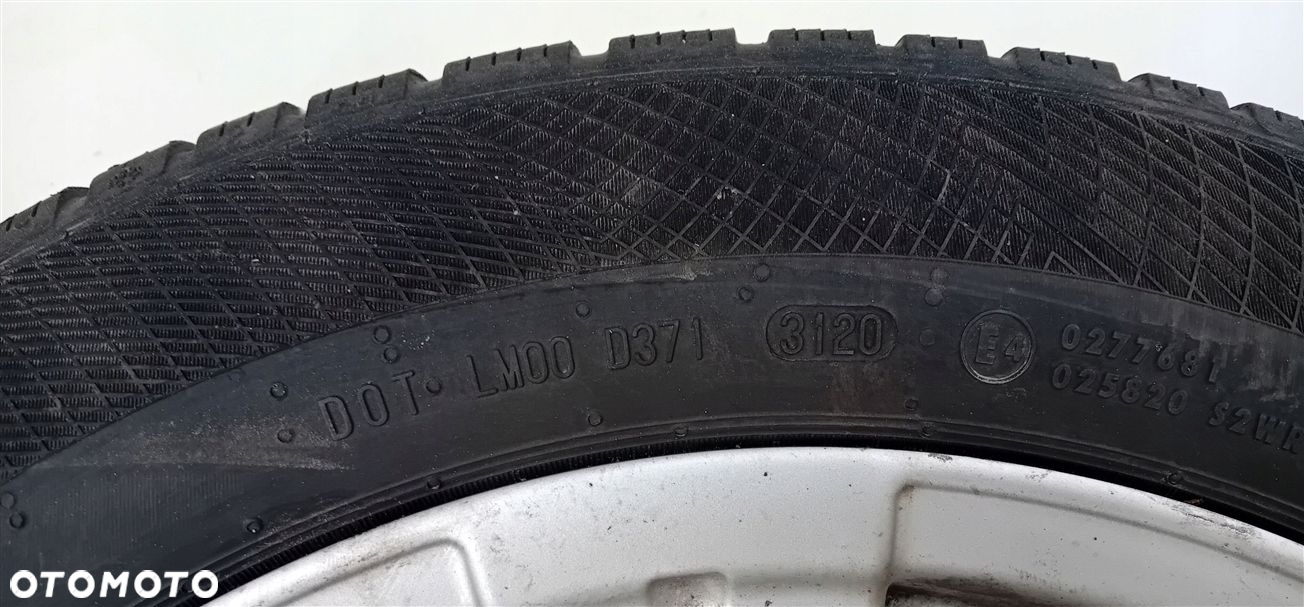 DOT LM00 D371 3120 E4 0277681
025820 S2WR
OTOMOTO